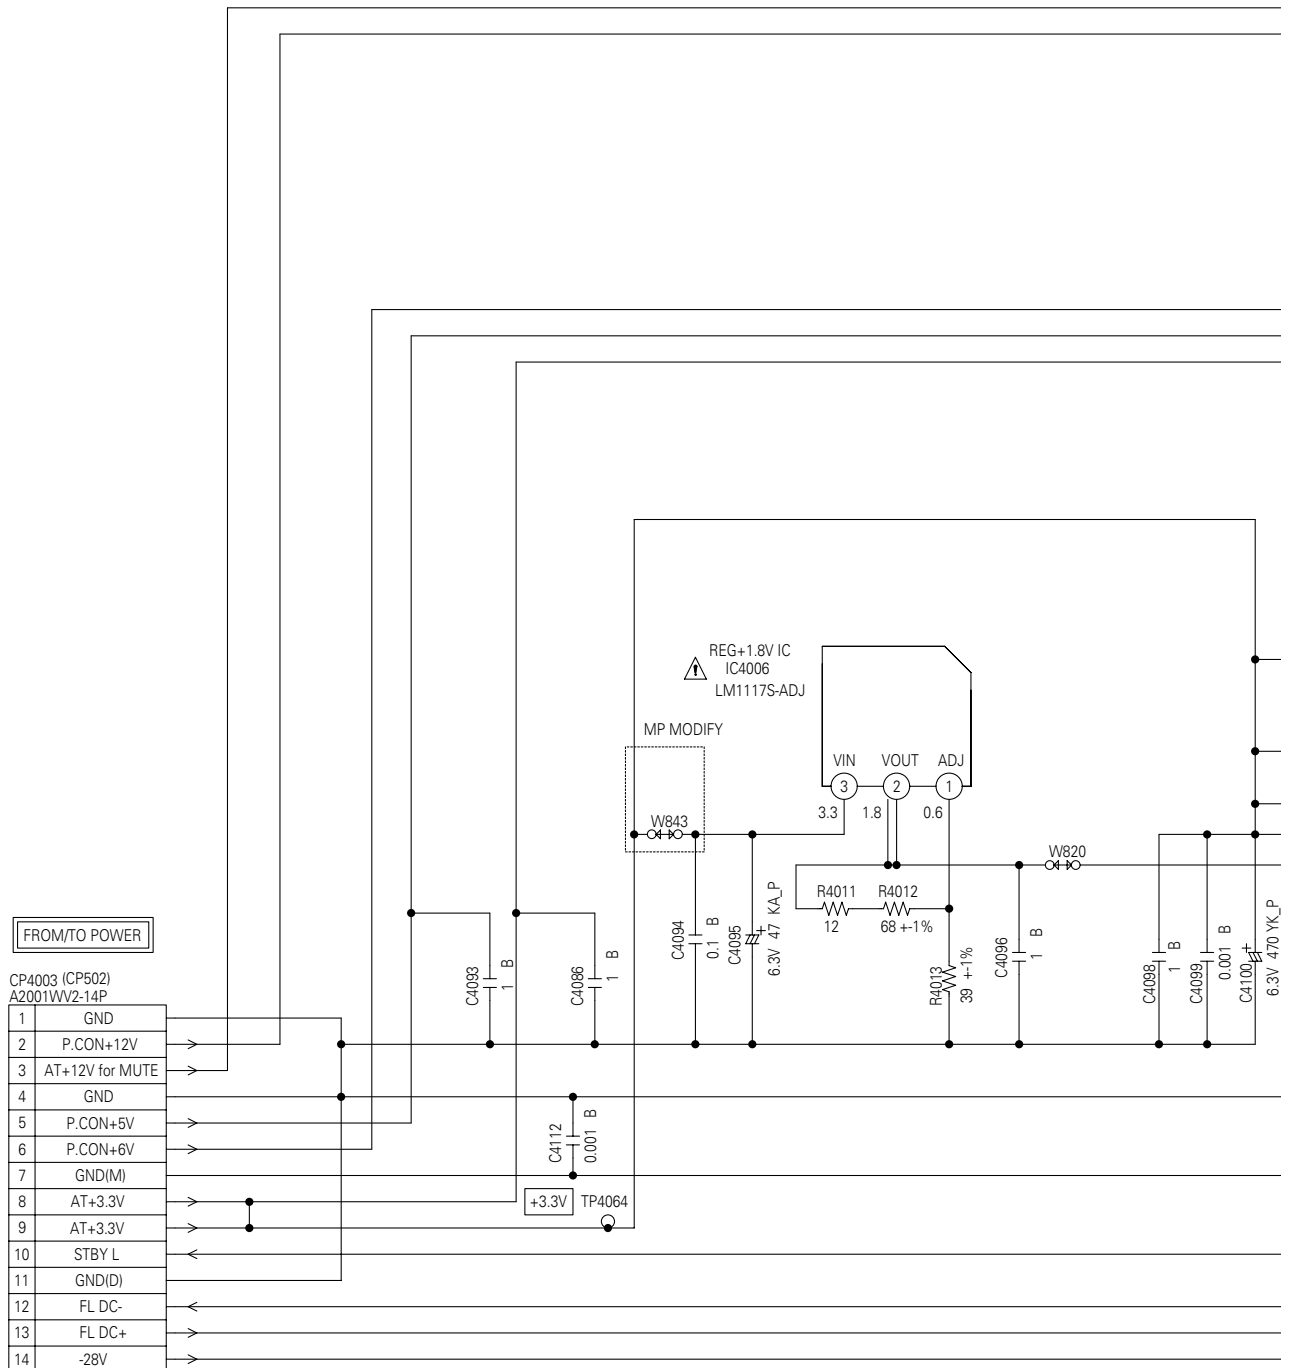 REG+1.8V IC
IC4006
LM1117S-ADJ
MP MODIFY
VIN VOUT ADJ
3 2 1
3.3 1.8 0.6
W843
W820
R4011
12
R4012
68 +-1%
R4013
39 +-1%
C4094
0.1 B
C4095
6.3V 47 KA_P
C4096
1 B
C4098
1 B
C4099
0.001 B
C4100
6.3V 470 YK_P
+
+
C4093
1 B
C4086
1 B
C4112
0.001 B
+3.3V TP4064
FROM/TO POWER
CP4003 (CP502)
A2001WV2-14P
1 GND
2 P.CON+12V
3 AT+12V for MUTE
4 GND
5 P.CON+5V
6 P.CON+6V
7 GND(M)
8 AT+3.3V
9 AT+3.3V
10 STBY L
11 GND(D)
12 FL DC-
13 FL DC+
14 -28V